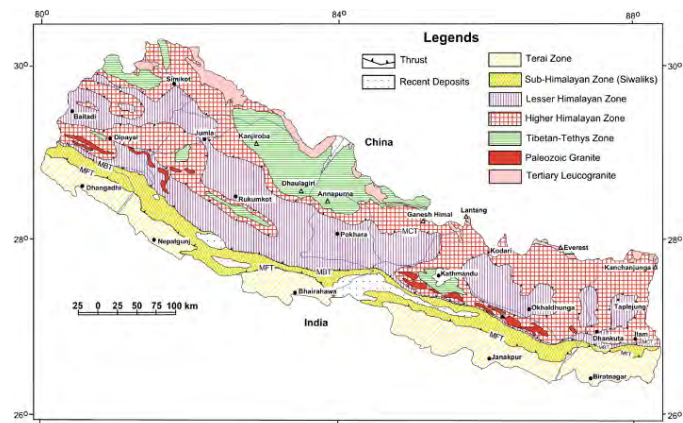 80° 84° 88°
Legends
Thrust
Recent Deposits
Terai Zone
Sub-Himalayan Zone (Siwaliks)
Lesser Himalayan Zone
Higher Himalayan Zone
Tibetan-Tethys Zone
Paleozoic Granite
Tertiary Leucogranite
30° 30°
Simikot
Baitadi
Dipayal
Jumla
Kanjiroba
China
MBT
MFT
Dhangadhi
Dhaulagiri
Annapurna
Rukumkot
Ganesh Himal
Lantang
28° 28°
Nepalgunj
Pokhara
MCT
Kodari
Everest
Kanchanjunga
MFT
MBT
Kathmandu
Bhairahawa
25 0 25 50 75 100 km
Okhaldhunga
Taplejung
India
MFT
Dhankuta
Ilam
Janakpur
Biratnagar
26° 26°